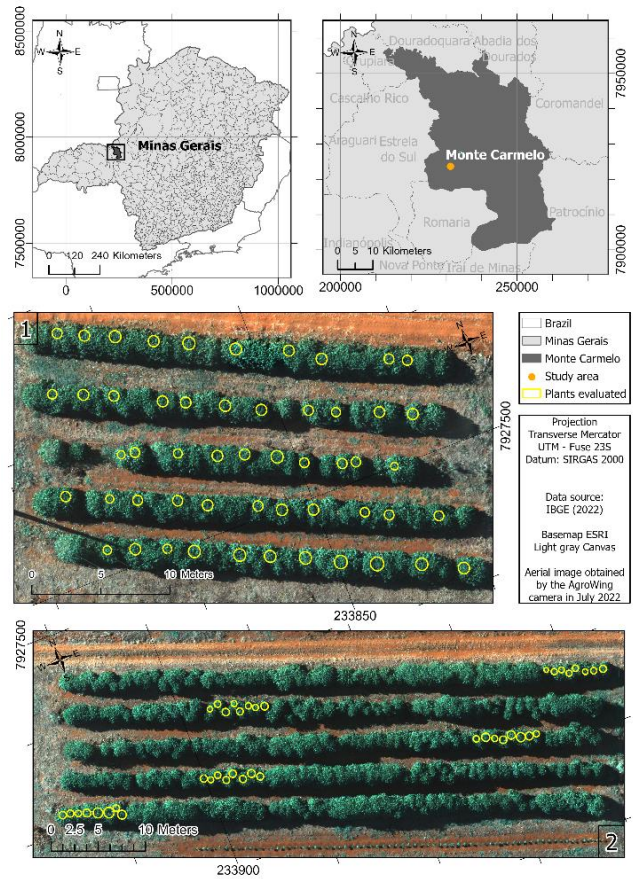 8500000
8000000
7500000
N
W E
S
Minas Gerais
0 120 240 Kilometers
0 500000 1000000
N
W E
S
Douradoquara
Abadia dos
Dourados
Cascalho Rico
Coromandel
Araguari
Estrela
do Sul
Monte Carmelo
Romaria
Patrocínio
Indianópolis
Nova Ponte
Iraí de Minas
0 5 10 Kilometers
200000 250000
7950000
7900000
1
N
W E
S
0 5 10 Meters
7927500
233850
Brazil
Minas Gerais
Monte Carmelo
Study area
Plants evaluated
Projection
Transverse Mercator
UTM - Fuse 23S
Datum: SIRGAS 2000
Data source:
IBGE (2022)
Basemap ESRI
Light gray Canvas
Aerial image obtained
by the AgroWing
camera in July 2022
7927500
N
W E
S
0 2.5 5 10 Meters
2
233900